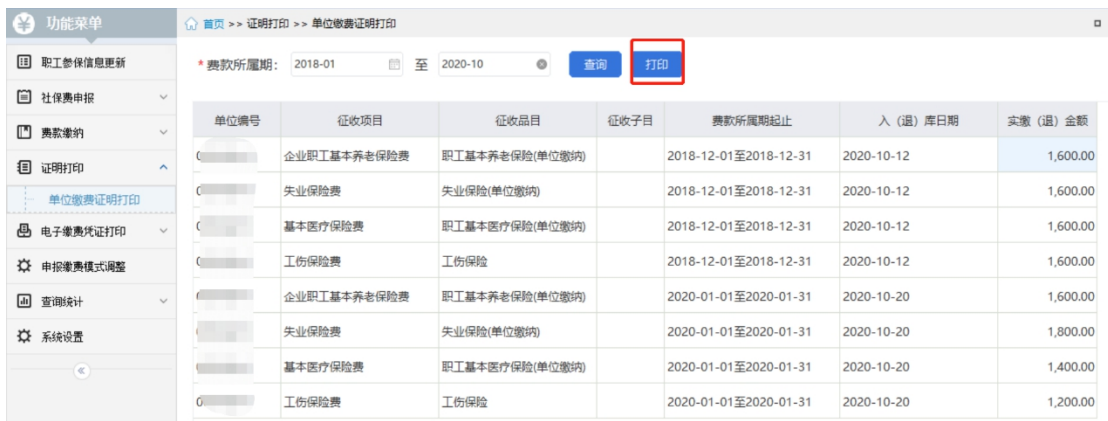 功能菜单
首页 >> 证明打印 >> 单位缴费证明打印
职工参保信息更新
社保费申报
费款缴纳
证明打印
单位缴费证明打印
电子缴费凭证打印
申报缴费模式调整
查询统计
系统设置
* 费款所属期: 2018-01 至 2020-10 查询 打印
单位编号 征收项目 征收品目 征收子目 费款所属期起止 入(退)库日期 实缴(退)金额
企业职工基本养老保险费 职工基本养老保险(单位缴纳) 2018-12-01至2018-12-31 2020-10-12 1,600.00
失业保险费 失业保险(单位缴纳) 2018-12-01至2018-12-31 2020-10-12 1,600.00
基本医疗保险费 职工基本医疗保险(单位缴纳) 2018-12-01至2018-12-31 2020-10-12 1,600.00
工伤保险费 工伤保险 2018-12-01至2018-12-31 2020-10-12 1,600.00
企业职工基本养老保险费 职工基本养老保险(单位缴纳) 2020-01-01至2020-01-31 2020-10-20 1,600.00
失业保险费 失业保险(单位缴纳) 2020-01-01至2020-01-31 2020-10-20 1,800.00
基本医疗保险费 职工基本医疗保险(单位缴纳) 2020-01-01至2020-01-31 2020-10-20 1,400.00
工伤保险费 工伤保险 2020-01-01至2020-01-31 2020-10-20 1,200.00